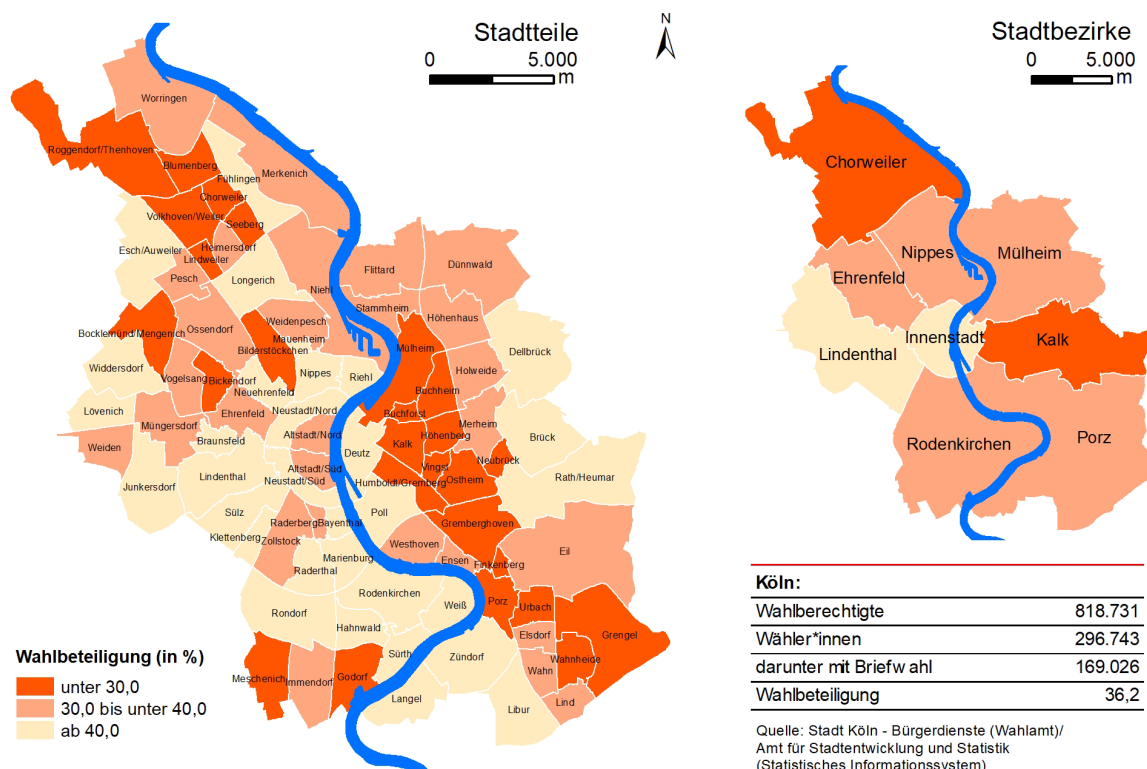 Stadtteile
N
0 5.000
m
Worringen
Roggendorf/Thenhoven
Blumenberg
Fühlingen
Merkenich
Chorweiler
Volkhoven/Weiler
Seeberg
Esch/Auweiler
Heimersdorf
Lindweiler
Pesch
Longerich
Niehl
Flittard
Dünnwald
Stammheim
Höhenhaus
Bocklemünd/Mengenich
Ossendorf
Weidenpesch
Mauenheim
Bilderstöckchen
Mülheim
Dellbrück
Widdersdorf
Vogelsang
Bickendorf
Nippes
Riehl
Buchheim
Holweide
Neuehrenfeld
Lövenich
Ehrenfeld
Neustadt/Nord
Buchforst
Müngersdorf
Braunsfeld
Altstadt/Nord
Kalk
Höhenberg
Merheim
Brück
Weiden
Deutz
Neubrück
Junkersdorf
Lindenthal
Altstadt/Süd
Neustadt/Süd
Vingst
Humboldt/Gremberg
Ostheim
Rath/Heumar
Sülz
Poll
Klettenberg
Raderberg
Bayenthal
Zollstock
Gremberghoven
Westhoven
Eil
Marienburg
Ensen
Finkenberg
Raderthal
Rodenkirchen
Weiß
Porz
Urbach
Rondorf
Hahnwald
Elsdorf
Grengel
Sürth
Zündorf
Wahnheide
Meschenich
Immendorf
Godorf
Wahn
Langel
Libur
Lind
Wahlbeteiligung (in %)
unter 30,0
30,0 bis unter 40,0
ab 40,0
Stadtbezirke
0 5.000
m
Chorweiler
Nippes
Mülheim
Ehrenfeld
Innenstadt
Kalk
Lindenthal
Rodenkirchen
Porz
Köln:
Wahlberechtigte 818.731
Wähler*innen 296.743
darunter mit Briefwahl 169.026
Wahlbeteiligung 36,2
Quelle: Stadt Köln - Bürgerdienste (Wahlamt)/
Amt für Stadtentwicklung und Statistik
(Statistisches Informationssystem)